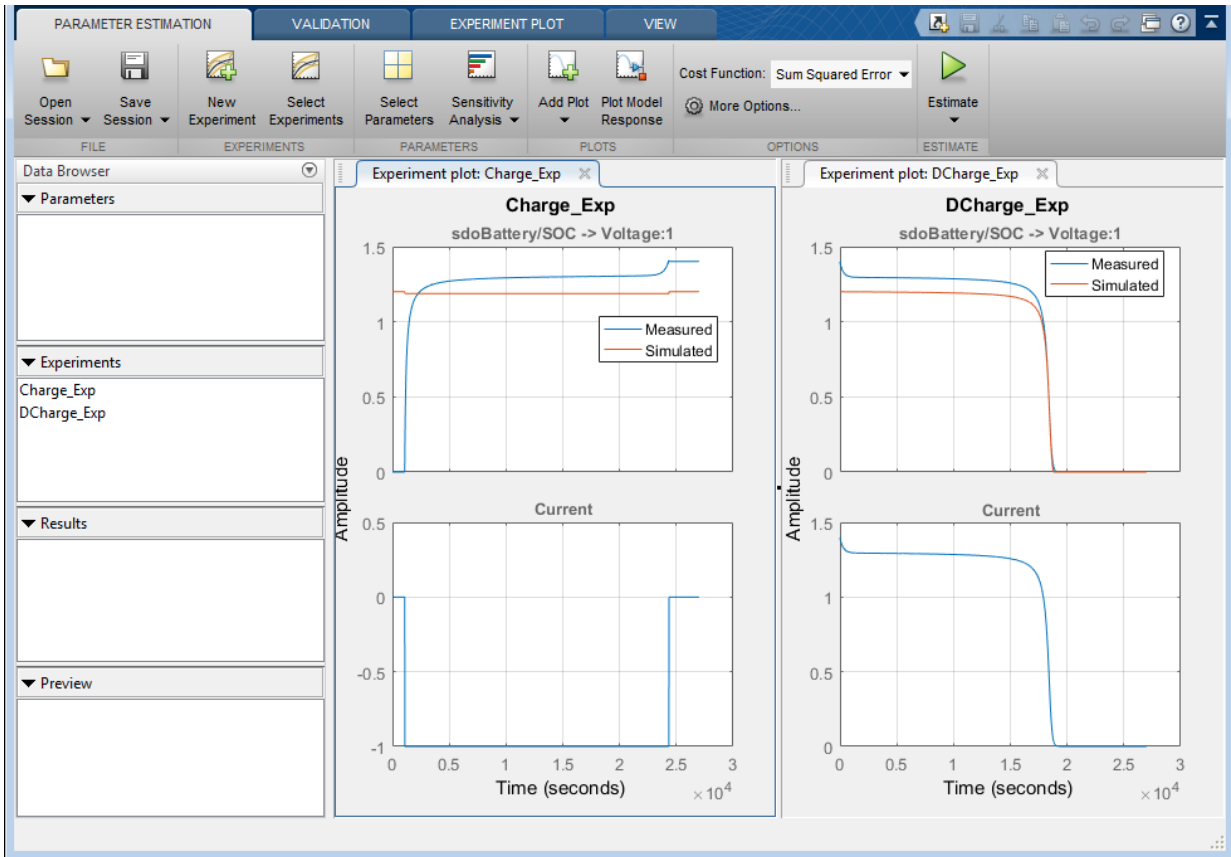 PARAMETER ESTIMATION VALIDATION EXPERIMENT PLOT VIEW
Open Session
Save Session
New Experiment
Select Experiments
Select Parameters
Sensitivity Analysis
Add Plot
Plot Model Response
Cost Function: Sum Squared Error
More Options...
Estimate
FILE EXPERIMENTS PARAMETERS PLOTS OPTIONS ESTIMATE
Data Browser
Parameters
Experiments
Charge_Exp
DCharge_Exp
Results
Preview
Experiment plot: Charge_Exp
Charge_Exp
sdoBattery/SOC -> Voltage:1
1.5
1
0.5
0
Measured
Simulated
Amplitude
Current
0.5
0
-0.5
-1
0 0.5 1 1.5 2 2.5 3
Time (seconds)
×10⁴
Experiment plot: DCharge_Exp
DCharge_Exp
sdoBattery/SOC -> Voltage:1
1.5
1
0.5
0
Measured
Simulated
Amplitude
Current
1.5
1
0.5
0
0 0.5 1 1.5 2 2.5 3
Time (seconds)
×10⁴